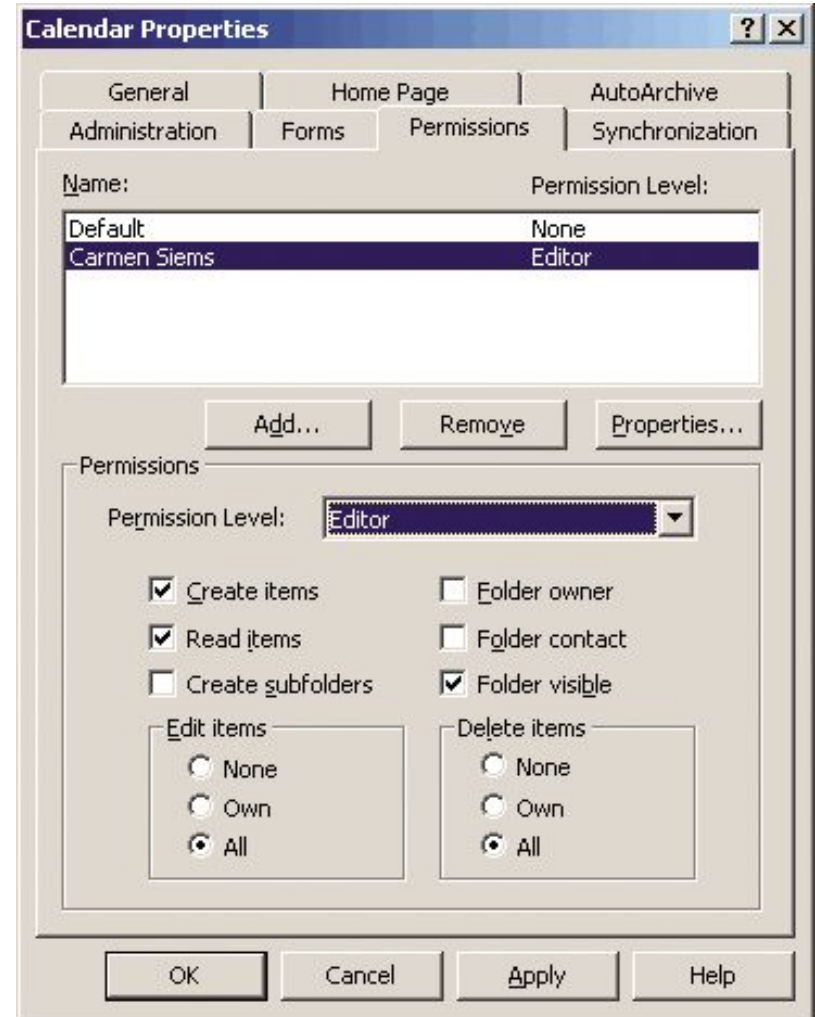 Calendar Properties
General Home Page AutoArchive
Administration Forms Permissions Synchronization
Name: Permission Level:
Default None
Carmen Siems Editor
Add... Remove Properties...
Permissions
Permission Level: Editor
Create items Folder owner
Read items Folder contact
Create subfolders Folder visible
Edit items Delete items
None None
Own Own
All All
OK Cancel Apply Help